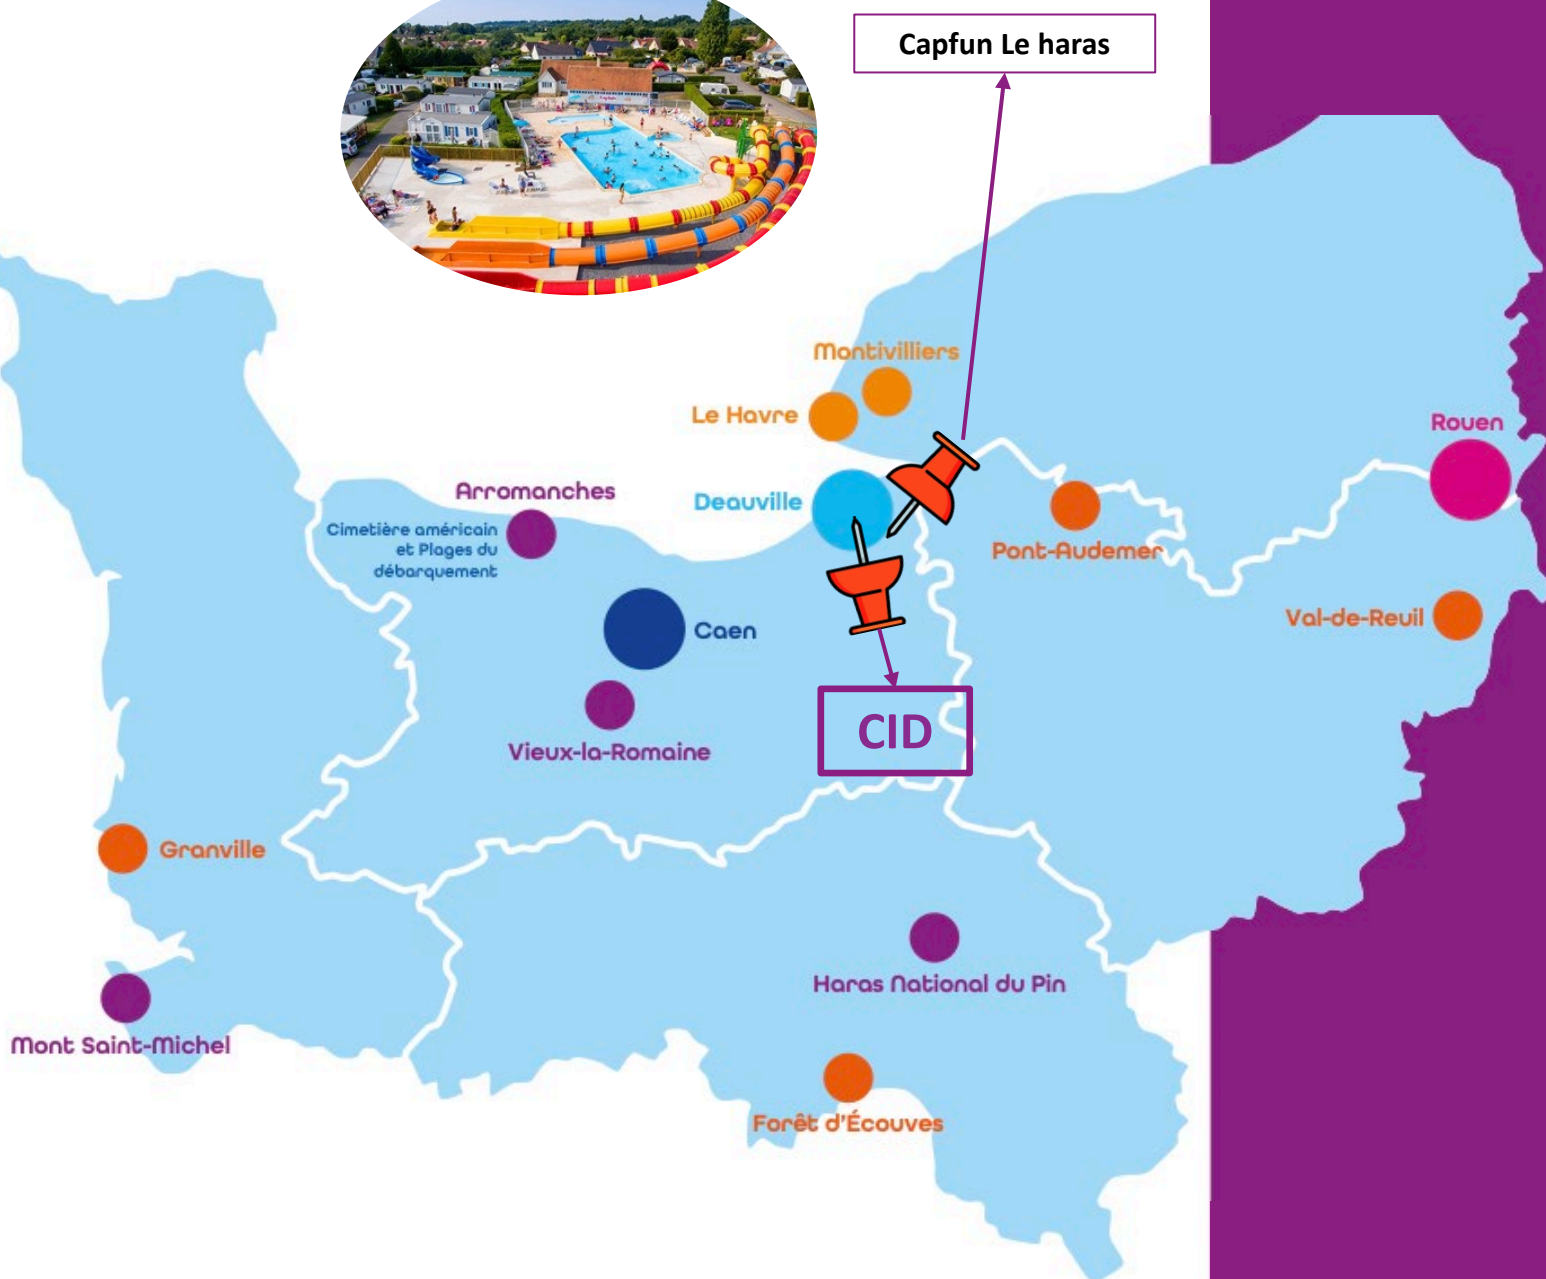 Capfun Le haras
Montivilliers
Le Havre
Rouen
Arromanches
Deauville
Cimetière américain
et Plages du
débarquement
Pont-Audemer
Val-de-Reuil
Caen
CID
Vieux-la-Romaine
Granville
Haras National du Pin
Mont Saint-Michel
Forêt d'Écouves